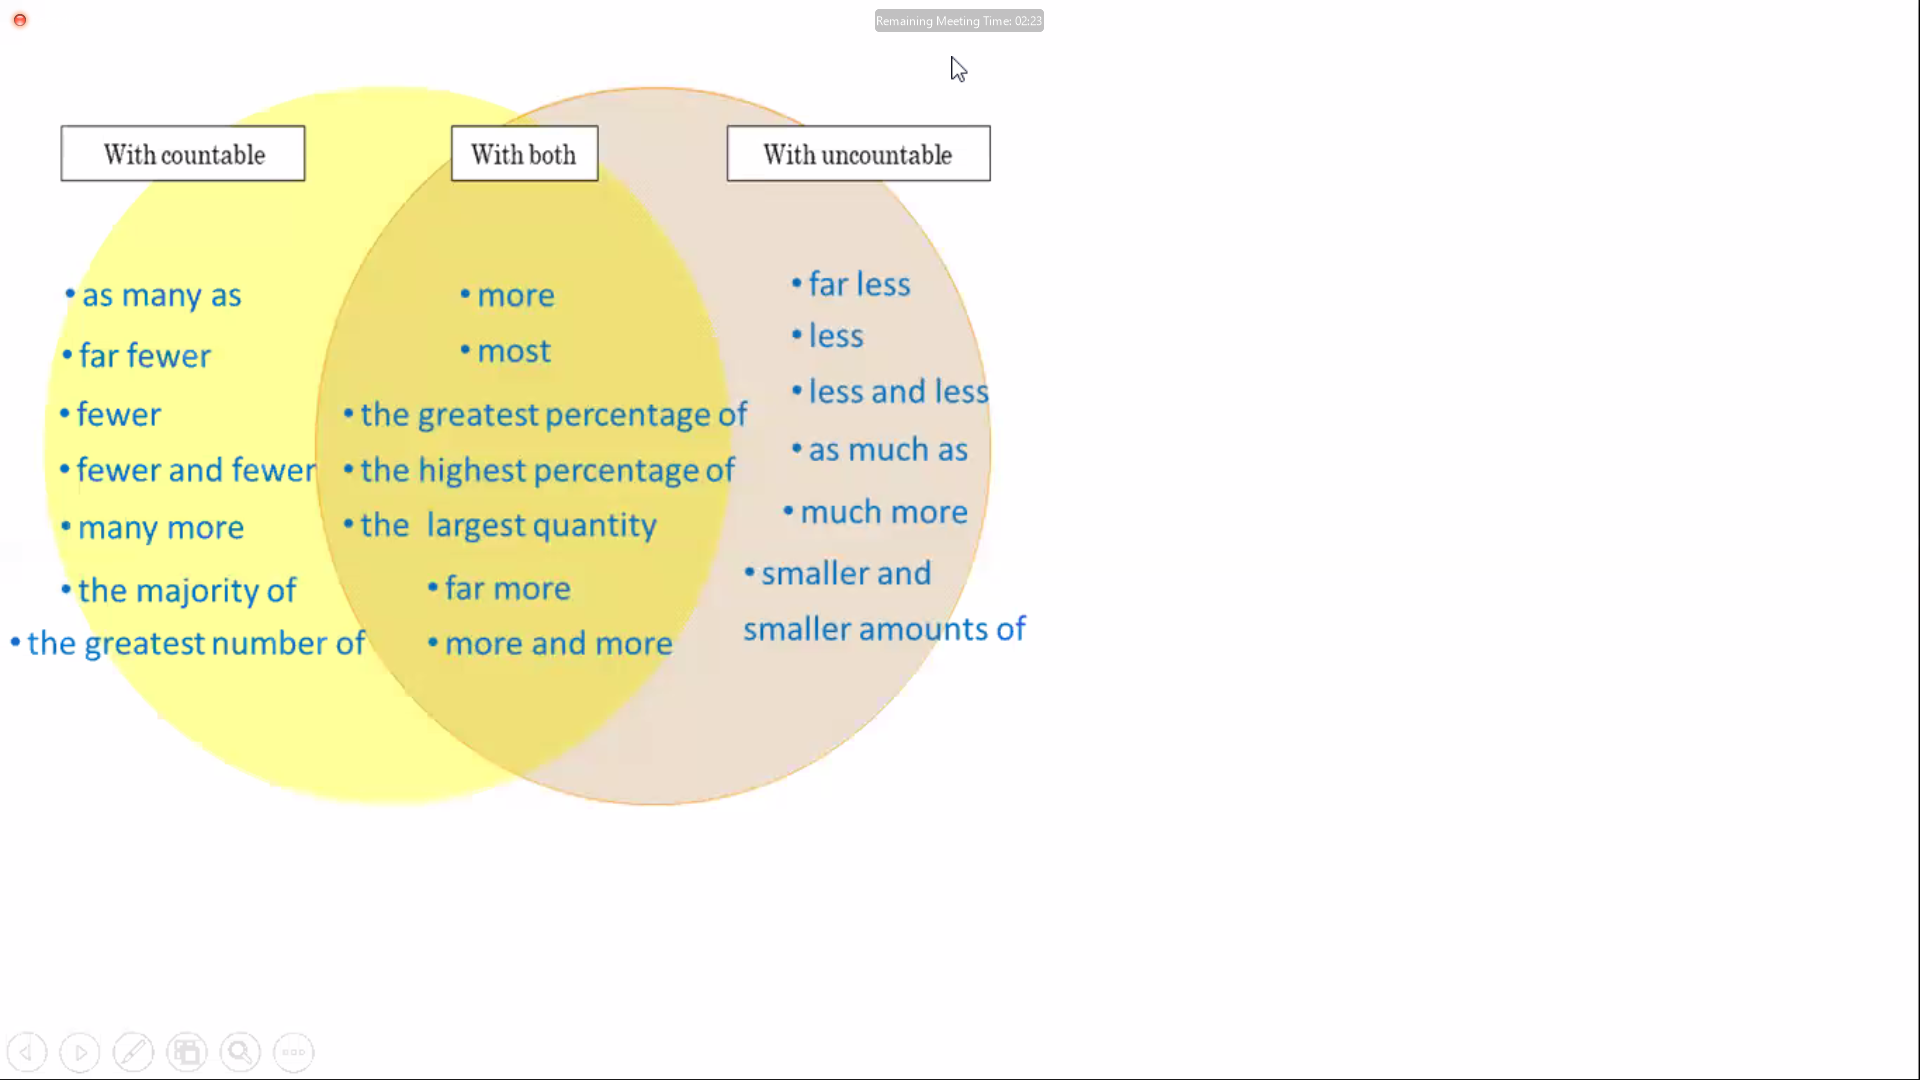 Remaining Meeting Time: 02:23
With countable
• as many as
• far fewer
• fewer
• fewer and fewer
• many more
• the majority of
• the greatest number of
With both
• more
• most
• the greatest percentage of
• the highest percentage of
• the largest quantity
• far more
• more and more
With uncountable
• far less
• less
• less and less
• as much as
• much more
• smaller and
smaller amounts of